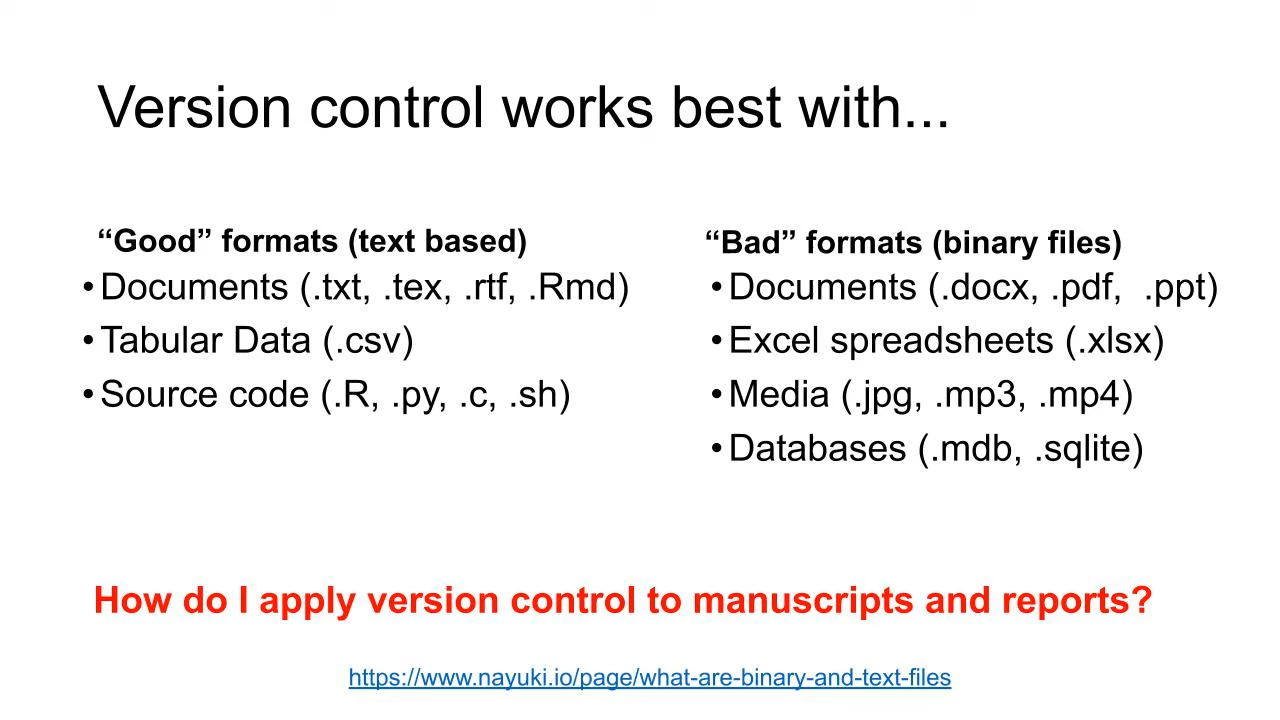 Version control works best with...
“Good” formats (text based)
• Documents (.txt, .tex, .rtf, .Rmd)
• Tabular Data (.csv)
• Source code (.R, .py, .c, .sh)
“Bad” formats (binary files)
• Documents (.docx, .pdf,  .ppt)
• Excel spreadsheets (.xlsx)
• Media (.jpg, .mp3, .mp4)
• Databases (.mdb, .sqlite)
How do I apply version control to manuscripts and reports?
https://www.nayuki.io/page/what-are-binary-and-text-files